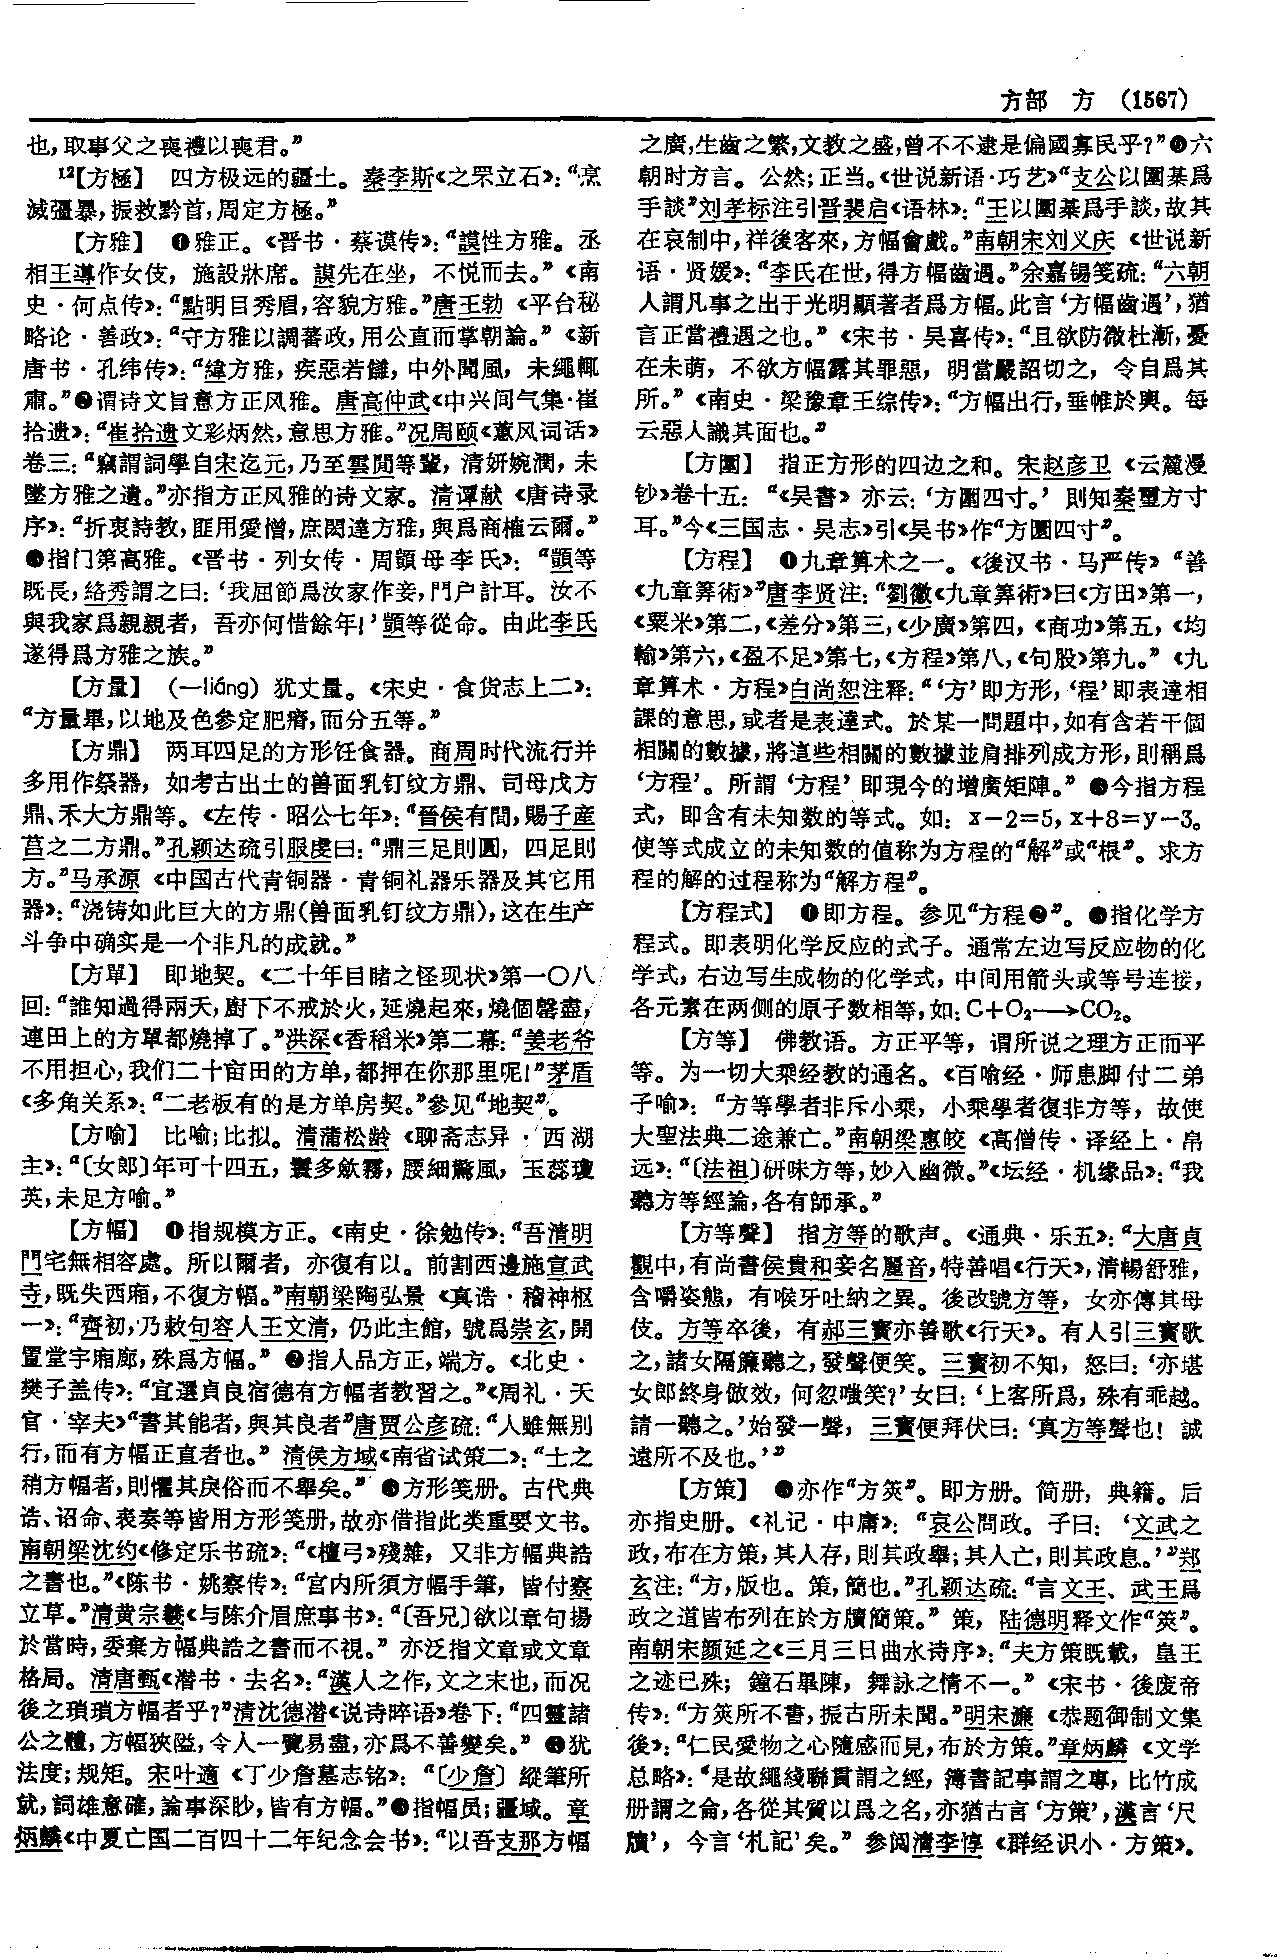 方部　方　(1567)
也,取事父之喪禮以喪君。”
¹²【方極】　四方极远的疆土。秦李斯《之罘立石》：“烹
滅彊暴,振救黔首,周定方極。”
【方雅】　❶雅正。《晋书·蔡谟传》：“謨性方雅。丞
相王導作女伎，施設牀席。謨先在坐，不悦而去。”《南
史·何点传》：“點明目秀眉,容貌方雅。”唐王勃《平台秘
略论·善政》：“守方雅以調蕃政,用公直而掌朝論。”《新
唐书·孔纬传》：“緯方雅，疾惡若讎，中外聞風，未繩輒
肅。”❷谓诗文旨意方正风雅。唐高仲武《中兴间气集·崔
拾遗》：“崔拾遗文彩炳然,意思方雅。”况周颐《蕙风词话》
卷三：“竊謂詞學自宋迄元,乃至雲間等輩，清妍婉潤，未
墜方雅之遺。”亦指方正风雅的诗文家。清谭献《唐诗录
序》：“折衷詩教,匪用愛憎,庶閎達方雅,與爲商榷云爾。”
❸指门第高雅。《晋书·列女传·周顗母李氏》：“顗等
既長,络秀謂之曰：‘我屈節爲汝家作妾,門户計耳。汝不
與我家爲親親者，吾亦何惜餘年！’顗等從命。由此李氏
遂得爲方雅之族。”
【方量】（—liáng）犹丈量。《宋史·食货志上二》：
“方量畢,以地及色参定肥瘠,而分五等。”
【方鼎】　两耳四足的方形饪食器。商周时代流行并
多用作祭器，如考古出土的兽面乳钉纹方鼎、司母戊方
鼎、禾大方鼎等。《左传·昭公七年》：“晉侯有間,賜子産
莒之二方鼎。”孔颖达疏引服虔曰：“鼎三足則圓，四足則
方。”马承源《中国古代青铜器·青铜礼器乐器及其它用
器》：“浇铸如此巨大的方鼎(兽面乳钉纹方鼎),这在生产
斗争中确实是一个非凡的成就。”
【方單】　即地契。《二十年目睹之怪现状》第一〇八
回：“誰知過得兩天,廚下不戒於火,延燒起來,燒個罄盡,
連田上的方單都燒掉了。”洪深《香稻米》第二幕：“姜老爷
不用担心,我们二十亩田的方单,都押在你那里呢！”茅盾
《多角关系》：“二老板有的是方单房契。”参见“地契”。
【方喻】　比喻；比拟。清蒲松龄《聊斋志异·西湖
主》：“〔女郎〕年可十四五，鬟多斂霧，腰細驚風，玉蕊瓊
英,未足方喻。”
【方幅】　❶指规模方正。《南史·徐勉传》：“吾清明
門宅無相容處。所以爾者，亦復有以。前割西邊施宣武
寺,既失西廂,不復方幅。”南朝梁陶弘景《真诰·稽神枢
一》：“齊初,乃敕句容人王文清，仍此主館，號爲崇玄,開
置堂宇廂廊,殊爲方幅。”❷指人品方正,端方。《北史·
樊子盖传》：“宜選貞良宿德有方幅者教習之。”《周礼·天
官·宰夫》“書其能者,與其良者”唐贾公彦疏：“人雖無别
行,而有方幅正直者也。”清侯方域《南省试策二》：“士之
稍方幅者,則懼其戾俗而不舉矣。”❸方形笺册。古代典
诰、诏命、表奏等皆用方形笺册,故亦借指此类重要文书。
南朝梁沈约《修定乐书疏》：“《檀弓》殘雜，又非方幅典誥
之書也。”《陈书·姚察传》：“宫内所須方幅手筆，皆付察
立草。”清黄宗羲《与陈介眉庶事书》：“〔吾兄〕欲以章句揚
於當時,委棄方幅典誥之書而不視。”亦泛指文章或文章
格局。清唐甄《潜书·去名》：“漢人之作,文之末也,而况
後之瑣瑣方幅者乎?”清沈德潜《说诗晬语》卷下：“四靈諸
公之體,方幅狹隘,令人一覽易盡,亦爲不善變矣。”❹犹
法度；规矩。宋叶適《丁少詹墓志铭》：“〔少詹〕縱筆所
就,詞雄意確,論事深眇,皆有方幅。”❺指幅员；疆域。章
炳麟《中夏亡国二百四十二年纪念会书》：“以吾支那方幅
之廣,生齒之繁,文教之盛,曾不不逮是偏國寡民乎?”❻六
朝时方言。公然；正当。《世说新语·巧艺》“支公以圍棊爲
手談”刘孝标注引晋裴启《语林》：“王以圍棊爲手談,故其
在哀制中,祥後客來,方幅會戲。”南朝宋刘义庆《世说新
语·贤媛》：“李氏在世,得方幅齒遇。”余嘉锡笺疏：“六朝
人謂凡事之出于光明顯著者爲方幅。此言‘方幅齒遇’,猶
言正當禮遇之也。”《宋书·吴喜传》：“且欲防微杜漸,憂
在未萌，不欲方幅露其罪惡，明當嚴詔切之，令自爲其
所。”《南史·梁豫章王综传》：“方幅出行,垂帷於輿。每
云惡人識其面也。”
【方圍】　指正方形的四边之和。宋赵彦卫《云麓漫
钞》卷十五：“《吴書》亦云：‘方圍四寸。’則知秦璽方寸
耳。”今《三国志·吴志》引《吴书》作“方圜四寸”。
【方程】　❶九章算术之一。《後汉书·马严传》“善
《九章筭術》”唐李贤注：“劉徽《九章筭術》曰《方田》第一,
《粟米》第二,《差分》第三,《少廣》第四，《商功》第五，《均
輸》第六,《盈不足》第七,《方程》第八,《句股》第九。”《九
章算术·方程》白尚恕注释：“‘方’即方形,‘程’即表達相
課的意思,或者是表達式。於某一問題中,如有含若干個
相關的數據,將這些相關的數據並肩排列成方形,則稱爲
‘方程’。所謂‘方程’即現今的增廣矩陣。”❷今指方程
式，即含有未知数的等式。如：x－2＝5,x＋8＝y－3。
使等式成立的未知数的值称为方程的“解”或“根”。求方
程的解的过程称为“解方程”。
【方程式】　❶即方程。参见“方程❷”。❷指化学方
程式。即表明化学反应的式子。通常左边写反应物的化
学式，右边写生成物的化学式，中间用箭头或等号连接，
各元素在两侧的原子数相等,如：C＋O₂⟶CO₂。
【方等】　佛教语。方正平等，谓所说之理方正而平
等。为一切大乘经教的通名。《百喻经·师患脚付二弟
子喻》：“方等學者非斥小乘，小乘學者復非方等，故使
大聖法典二途兼亡。”南朝梁惠皎《高僧传·译经上·帛
远》：“〔法祖〕研味方等,妙入幽微。”《坛经·机缘品》：“我
聽方等經論,各有師承。”
【方等聲】　指方等的歌声。《通典·乐五》：“大唐貞
觀中,有尚書侯貴和妾名麗音,特善唱《行天》,清暢舒雅,
含嚼姿態，有喉牙吐納之異。後改號方等，女亦傳其母
伎。方等卒後，有郝三寶亦善歌《行天》。有人引三寶歌
之,諸女隔簾聽之,發聲便笑。三寶初不知，怒曰：‘亦堪
女郎終身倣效，何忽嗤笑?’女曰：‘上客所爲，殊有乖越。
請一聽之。’始發一聲，三寶便拜伏曰：‘真方等聲也！誠
遠所不及也。’”
【方策】　❶亦作“方筴”。即方册。简册，典籍。后
亦指史册。《礼记·中庸》：“哀公問政。子曰：‘文武之
政,布在方策,其人存,則其政舉；其人亡,則其政息。’”郑
玄注：“方,版也。策,簡也。”孔颖达疏：“言文王、武王爲
政之道皆布列在於方牘簡策。”策，陆德明释文作“筴”。
南朝宋颜延之《三月三日曲水诗序》：“夫方策既載，皇王
之迹已殊；鐘石畢陳，舞詠之情不一。”《宋书·後废帝
传》：“方筴所不書,振古所未聞。”明宋濂《恭题御制文集
後》：“仁民愛物之心隨感而見,布於方策。”章炳麟《文学
总略》：“是故繩綫聯貫謂之經，簿書記事謂之專，比竹成
册謂之侖,各從其質以爲之名,亦猶古言‘方策’,漢言‘尺
牘’，今言‘札記’矣。”参阅清李惇《群经识小·方策》。